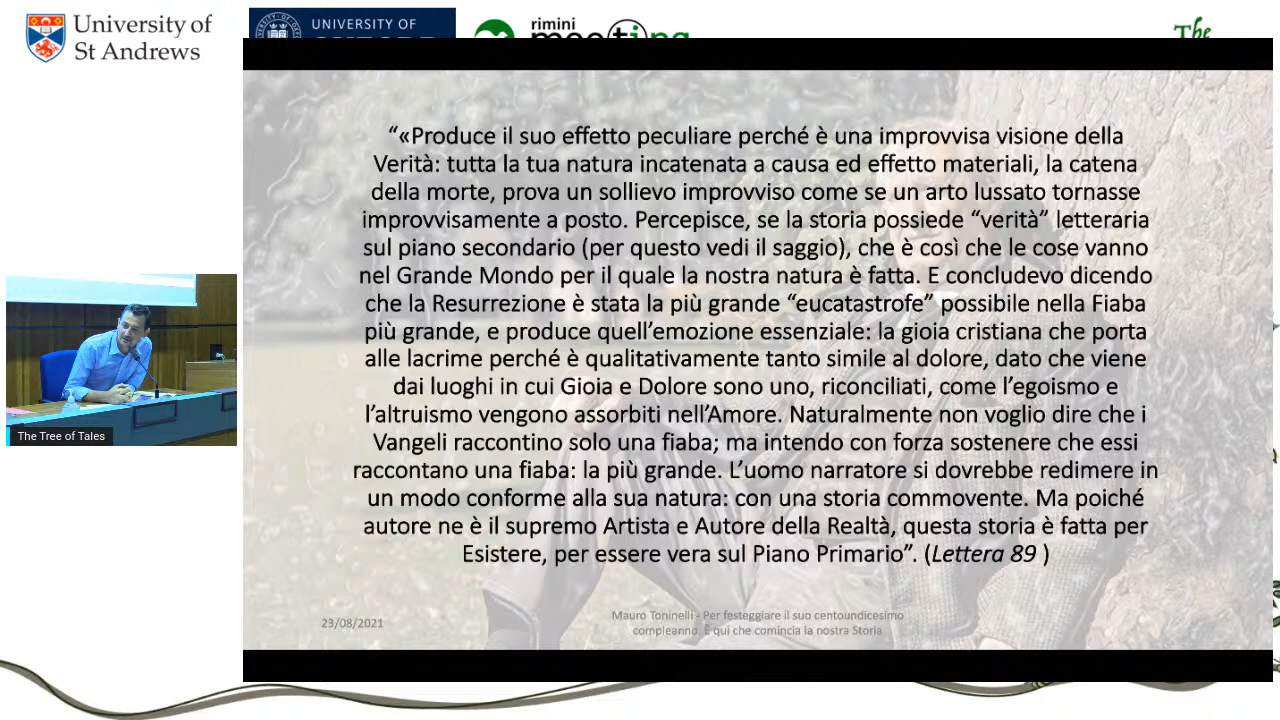 University of
St Andrews
UNIVERSITY OF
rimini
meeting
The
“«Produce il suo effetto peculiare perché è una improvvisa visione della
Verità: tutta la tua natura incatenata a causa ed effetto materiali, la catena
della morte, prova un sollievo improvviso come se un arto lussato tornasse
improvvisamente a posto. Percepisce, se la storia possiede “verità” letteraria
sul piano secondario (per questo vedi il saggio), che è così che le cose vanno
nel Grande Mondo per il quale la nostra natura è fatta. E concludevo dicendo
che la Resurrezione è stata la più grande “eucatastrofe” possibile nella Fiaba
più grande, e produce quell’emozione essenziale: la gioia cristiana che porta
alle lacrime perché è qualitativamente tanto simile al dolore, dato che viene
dai luoghi in cui Gioia e Dolore sono uno, riconciliati, come l’egoismo e
l’altruismo vengono assorbiti nell’Amore. Naturalmente non voglio dire che i
Vangeli raccontino solo una fiaba; ma intendo con forza sostenere che essi
raccontano una fiaba: la più grande. L’uomo narratore si dovrebbe redimere in
un modo conforme alla sua natura: con una storia commovente. Ma poiché
autore ne è il supremo Artista e Autore della Realtà, questa storia è fatta per
Esistere, per essere vera sul Piano Primario”. (Lettera 89 )
23/08/2021
Mauro Toninelli - Per festeggiare il suo centoundicesimo
compleanno. È qui che comincia la nostra Storia
The Tree of Tales